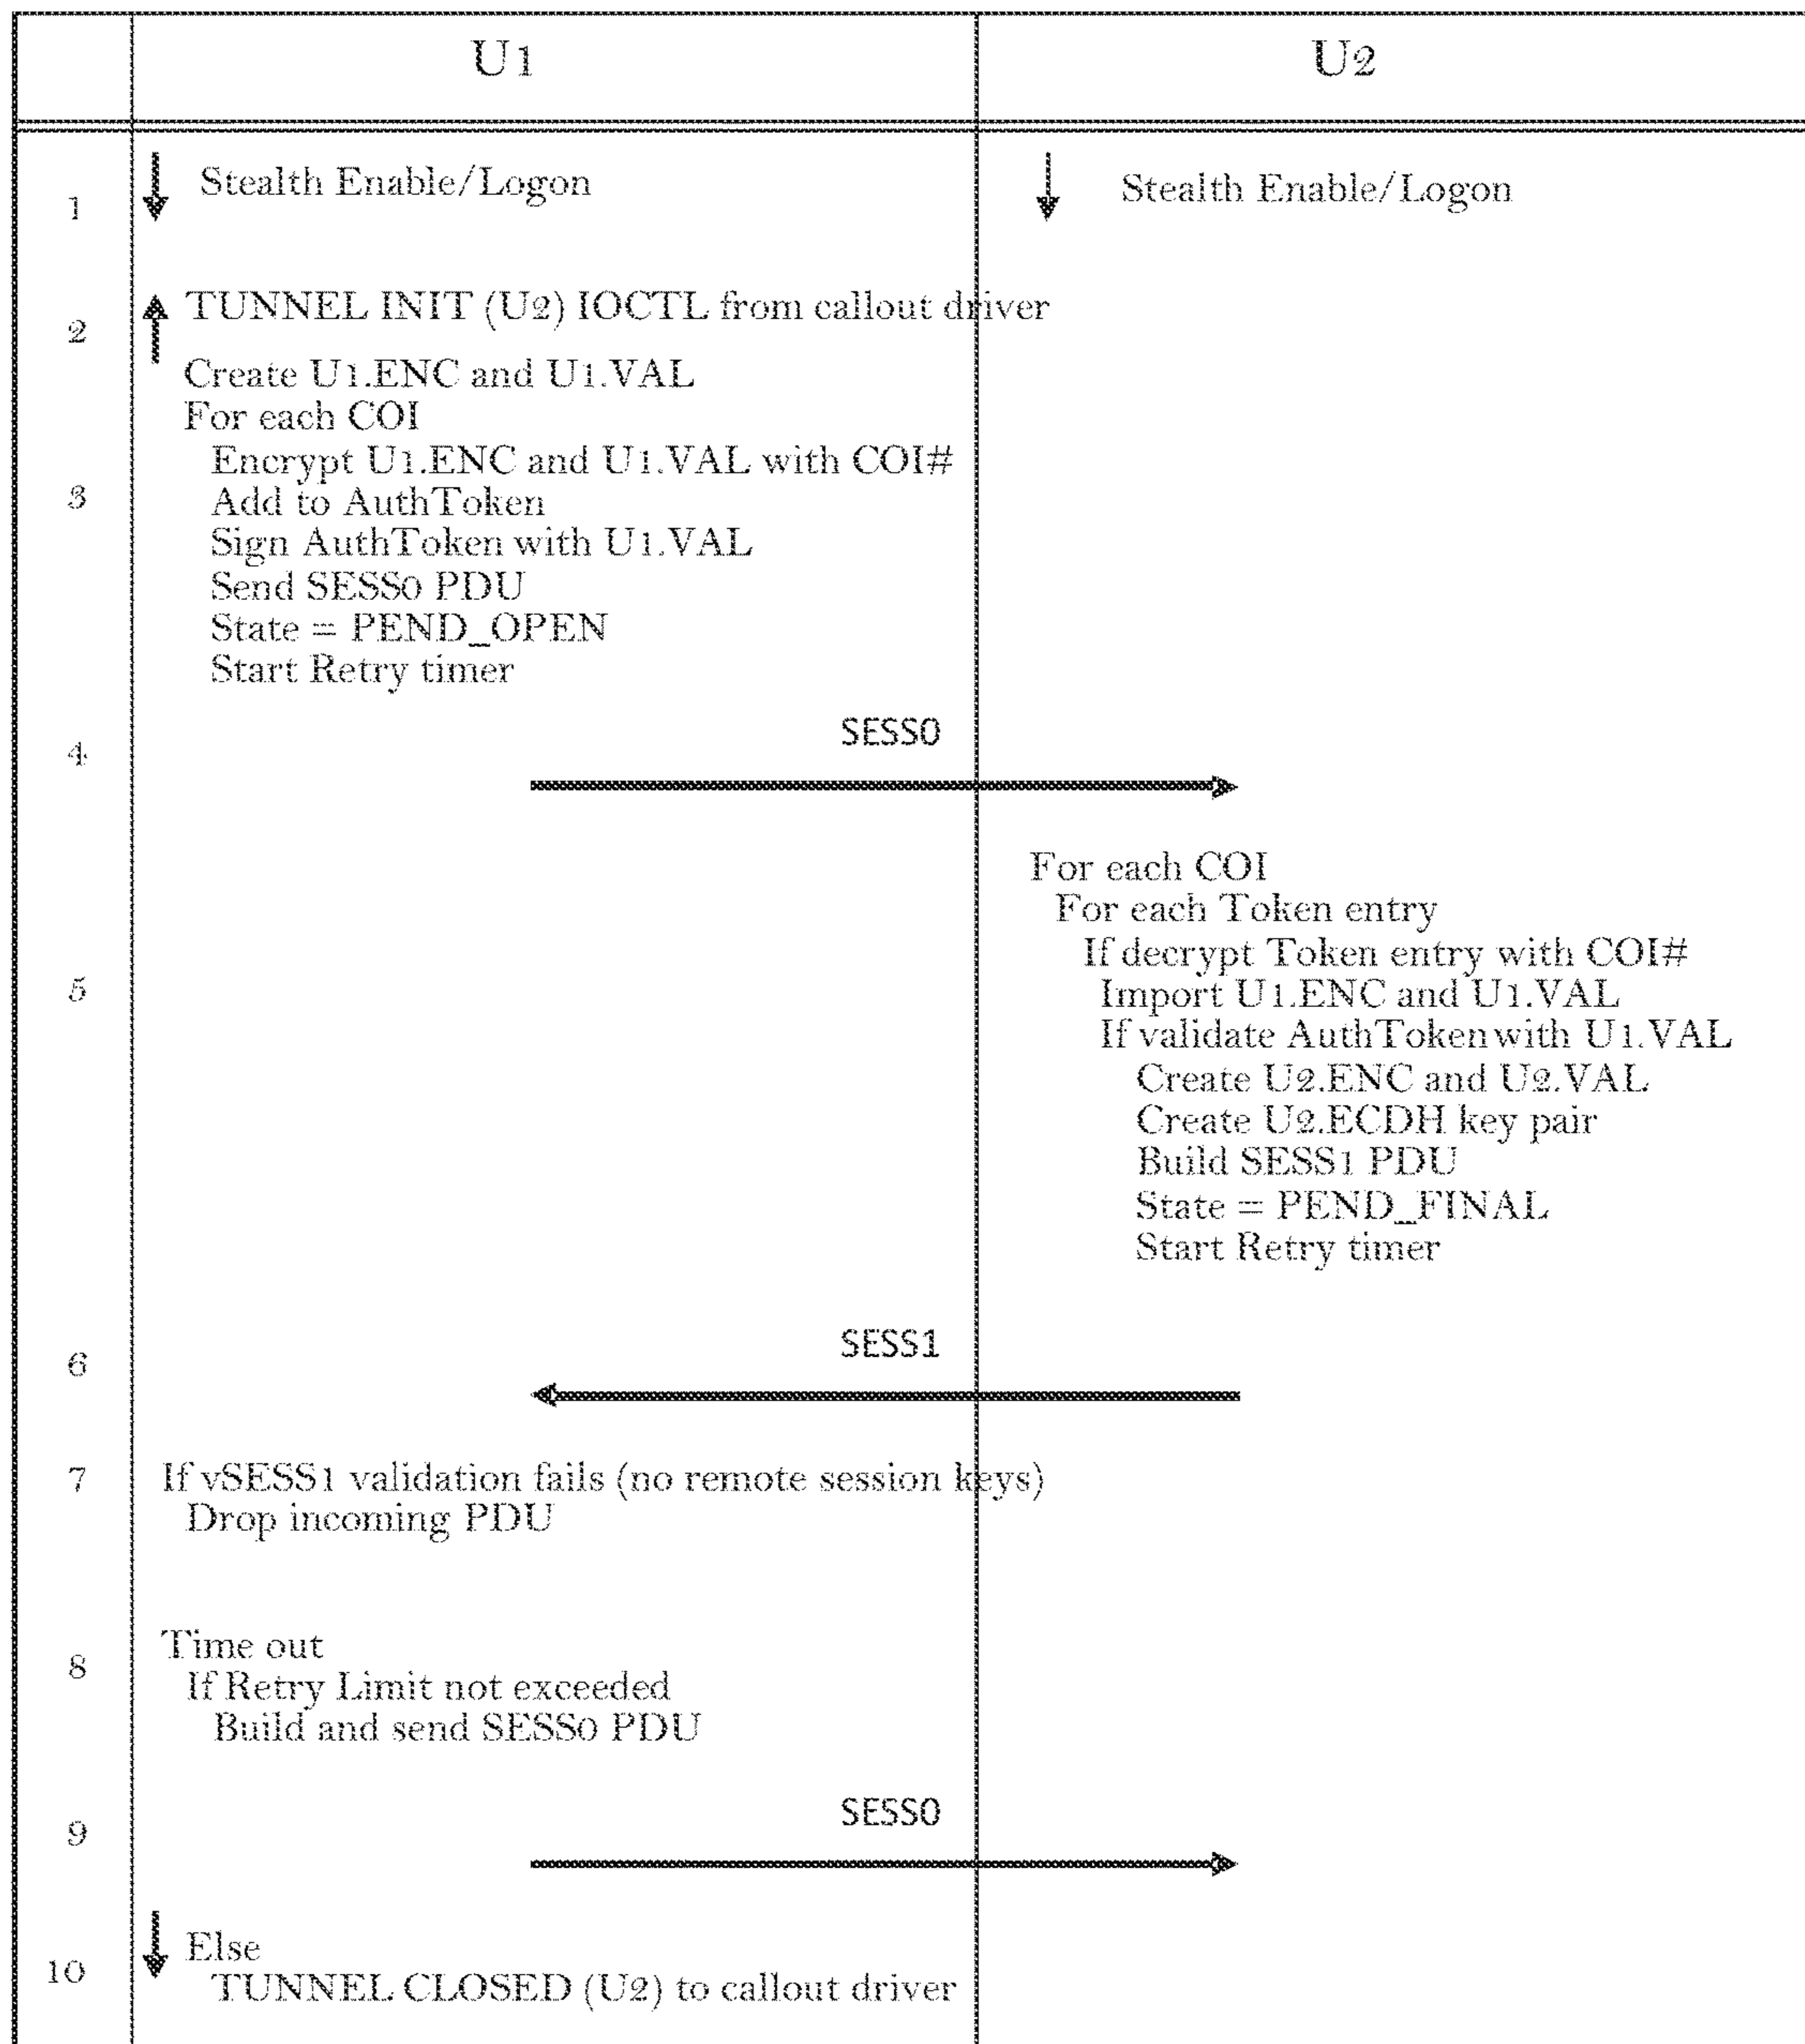 U1
U2
1
Stealth Enable/Logon
Stealth Enable/Logon
2
TUNNEL INIT (U2) IOCTL from callout driver
Create U1.ENC and U1.VAL
For each COI
Encrypt U1.ENC and U1.VAL with COI#
3
Add to AuthToken
Sign AuthToken with U1.VAL
Send SESS0 PDU
State = PEND_OPEN
Start Retry timer
4
SESS0
For each COI
For each Token entry
If decrypt Token entry with COI#
5
Import U1.ENC and U1.VAL
If validate AuthToken with U1.VAL
Create U2.ENC and U2.VAL
Create U2.ECDH key pair
Build SESS1 PDU
State = PEND_FINAL
Start Retry timer
6
SESS1
7
If vSESS1 validation fails (no remote session keys)
Drop incoming PDU
8
Time out
If Retry Limit not exceeded
Build and send SESS0 PDU
9
SESS0
10
Else
TUNNEL CLOSED (U2) to callout driver